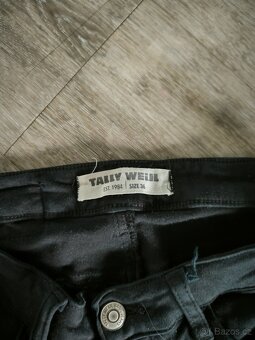 TALLY WEIJL
EST. 1984 | SIZE 36
Bazos.cz